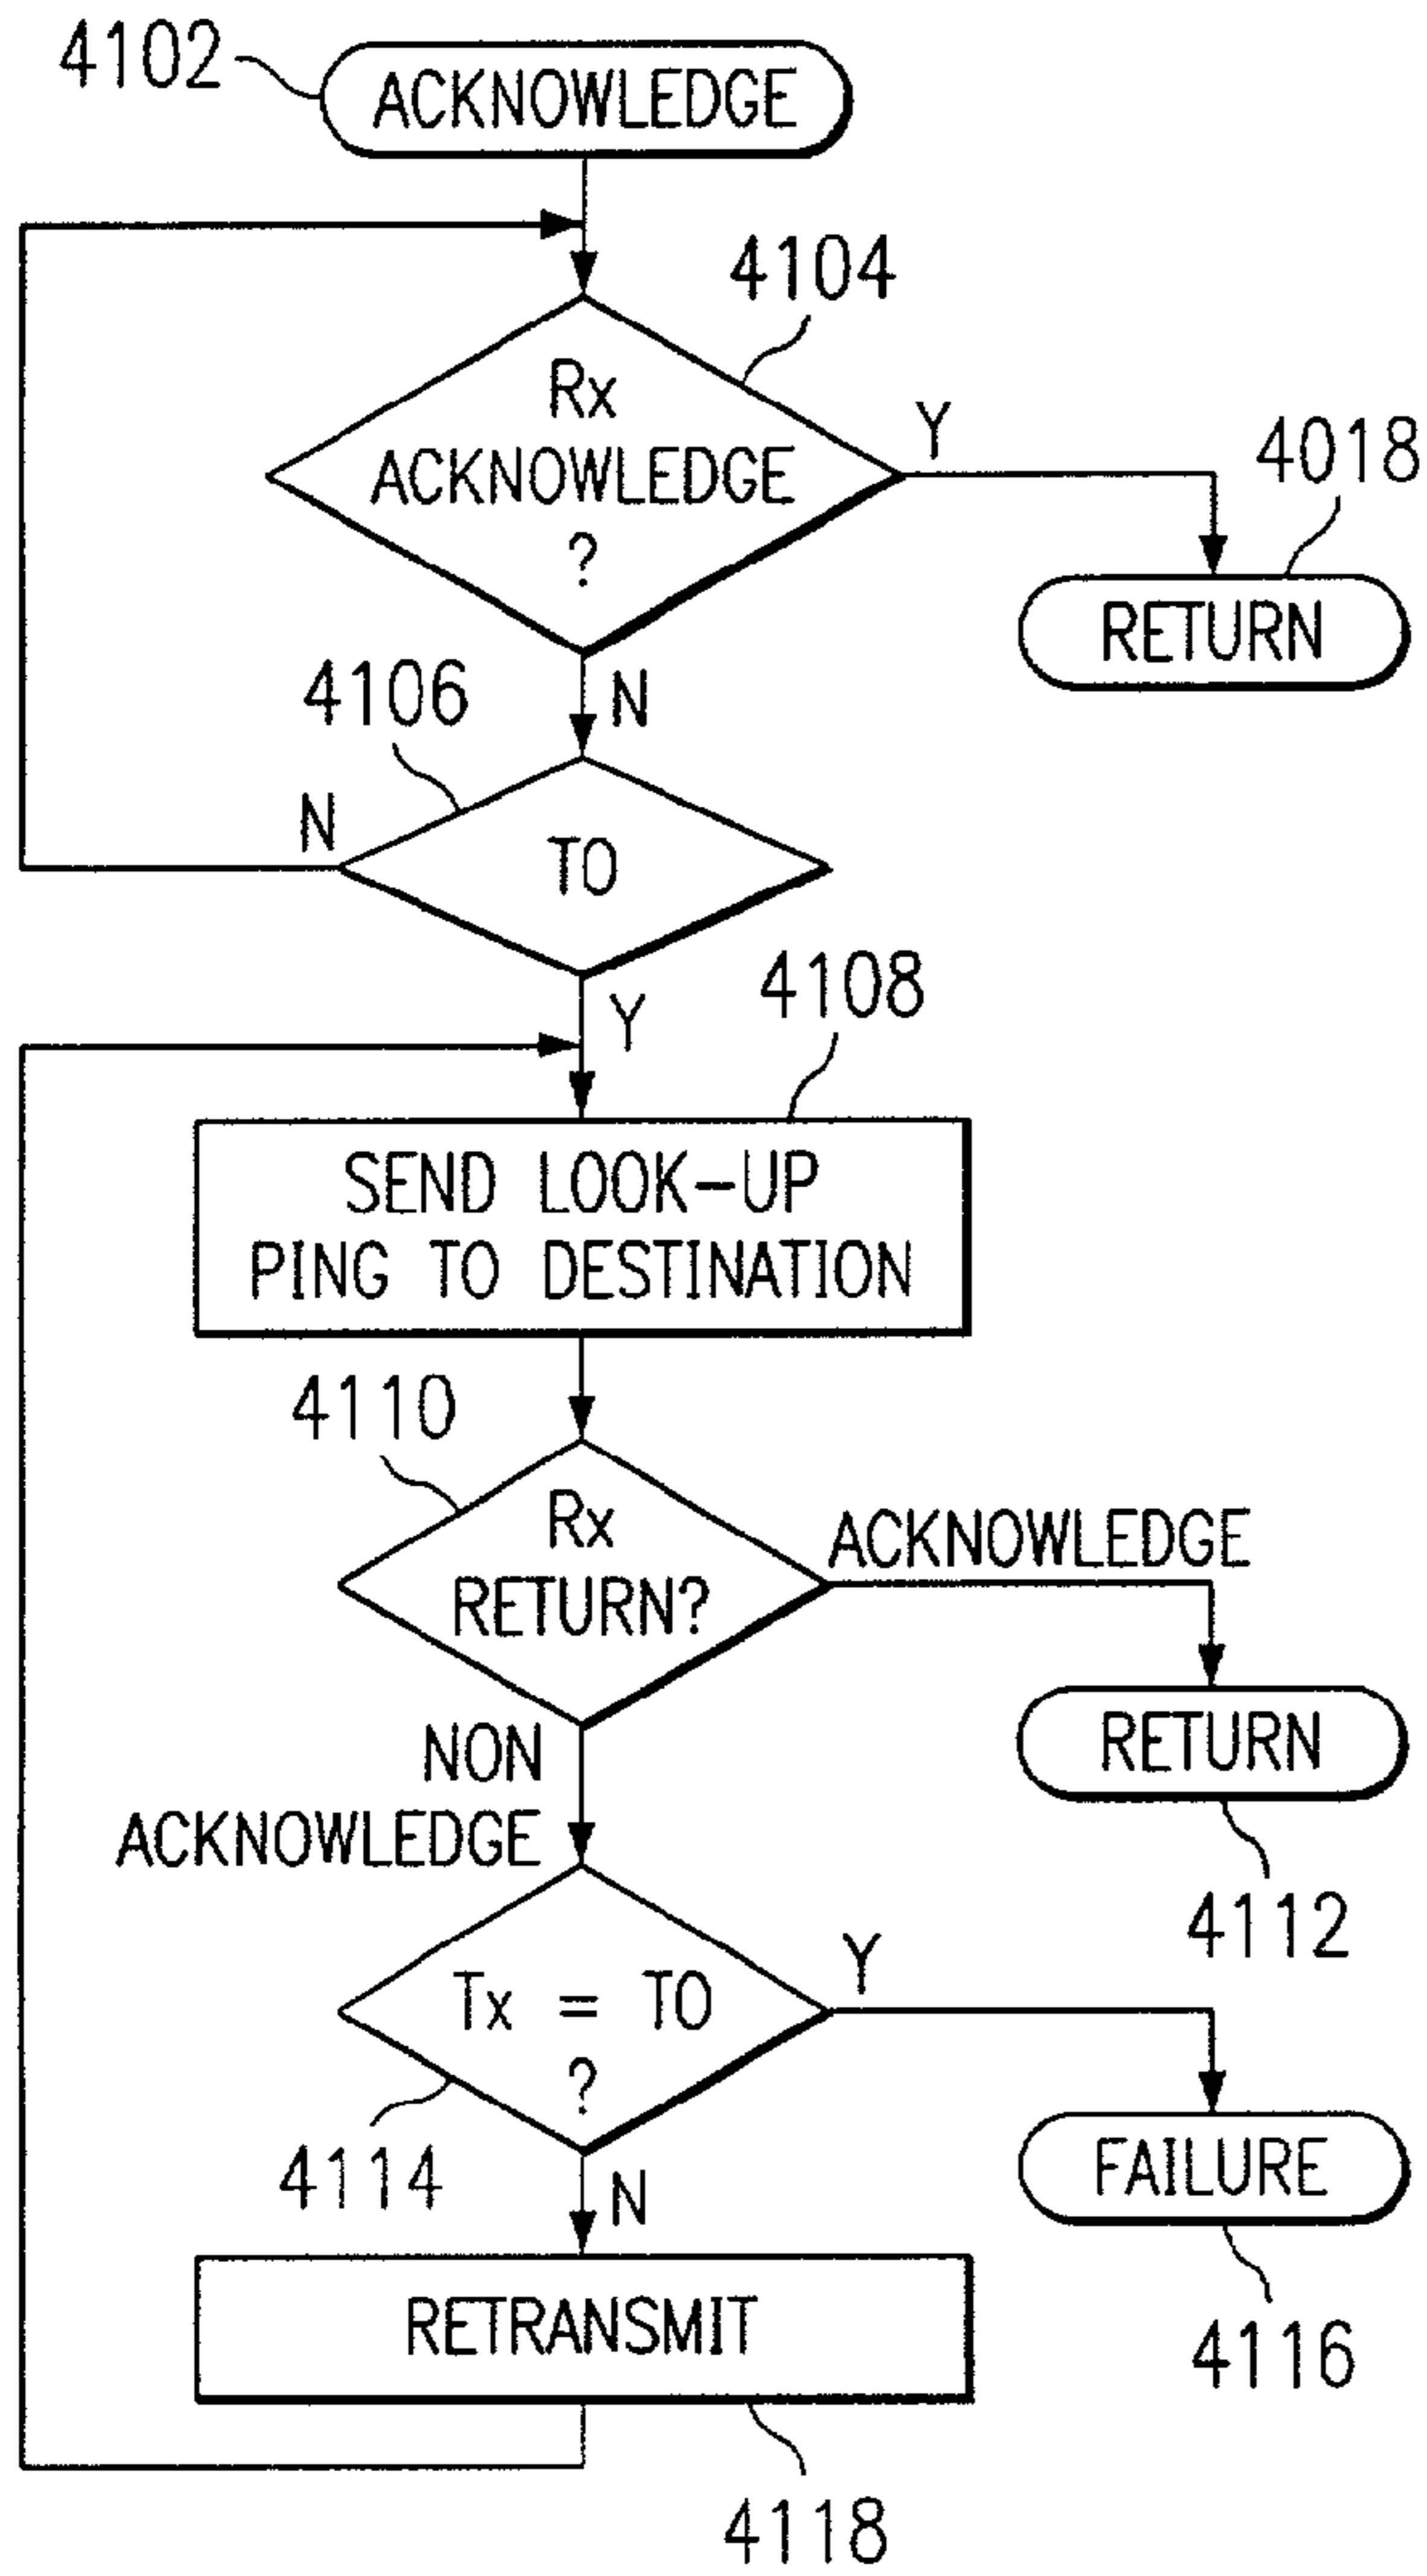 4102
ACKNOWLEDGE
4104
Rx
ACKNOWLEDGE
?
Y
4018
RETURN
N
4106
N
TO
Y
4108
SEND LOOK-UP
PING TO DESTINATION
4110
Rx
RETURN?
ACKNOWLEDGE
RETURN
4112
NON
ACKNOWLEDGE
Tx = TO
?
Y
4114
FAILURE
4116
N
RETRANSMIT
4118